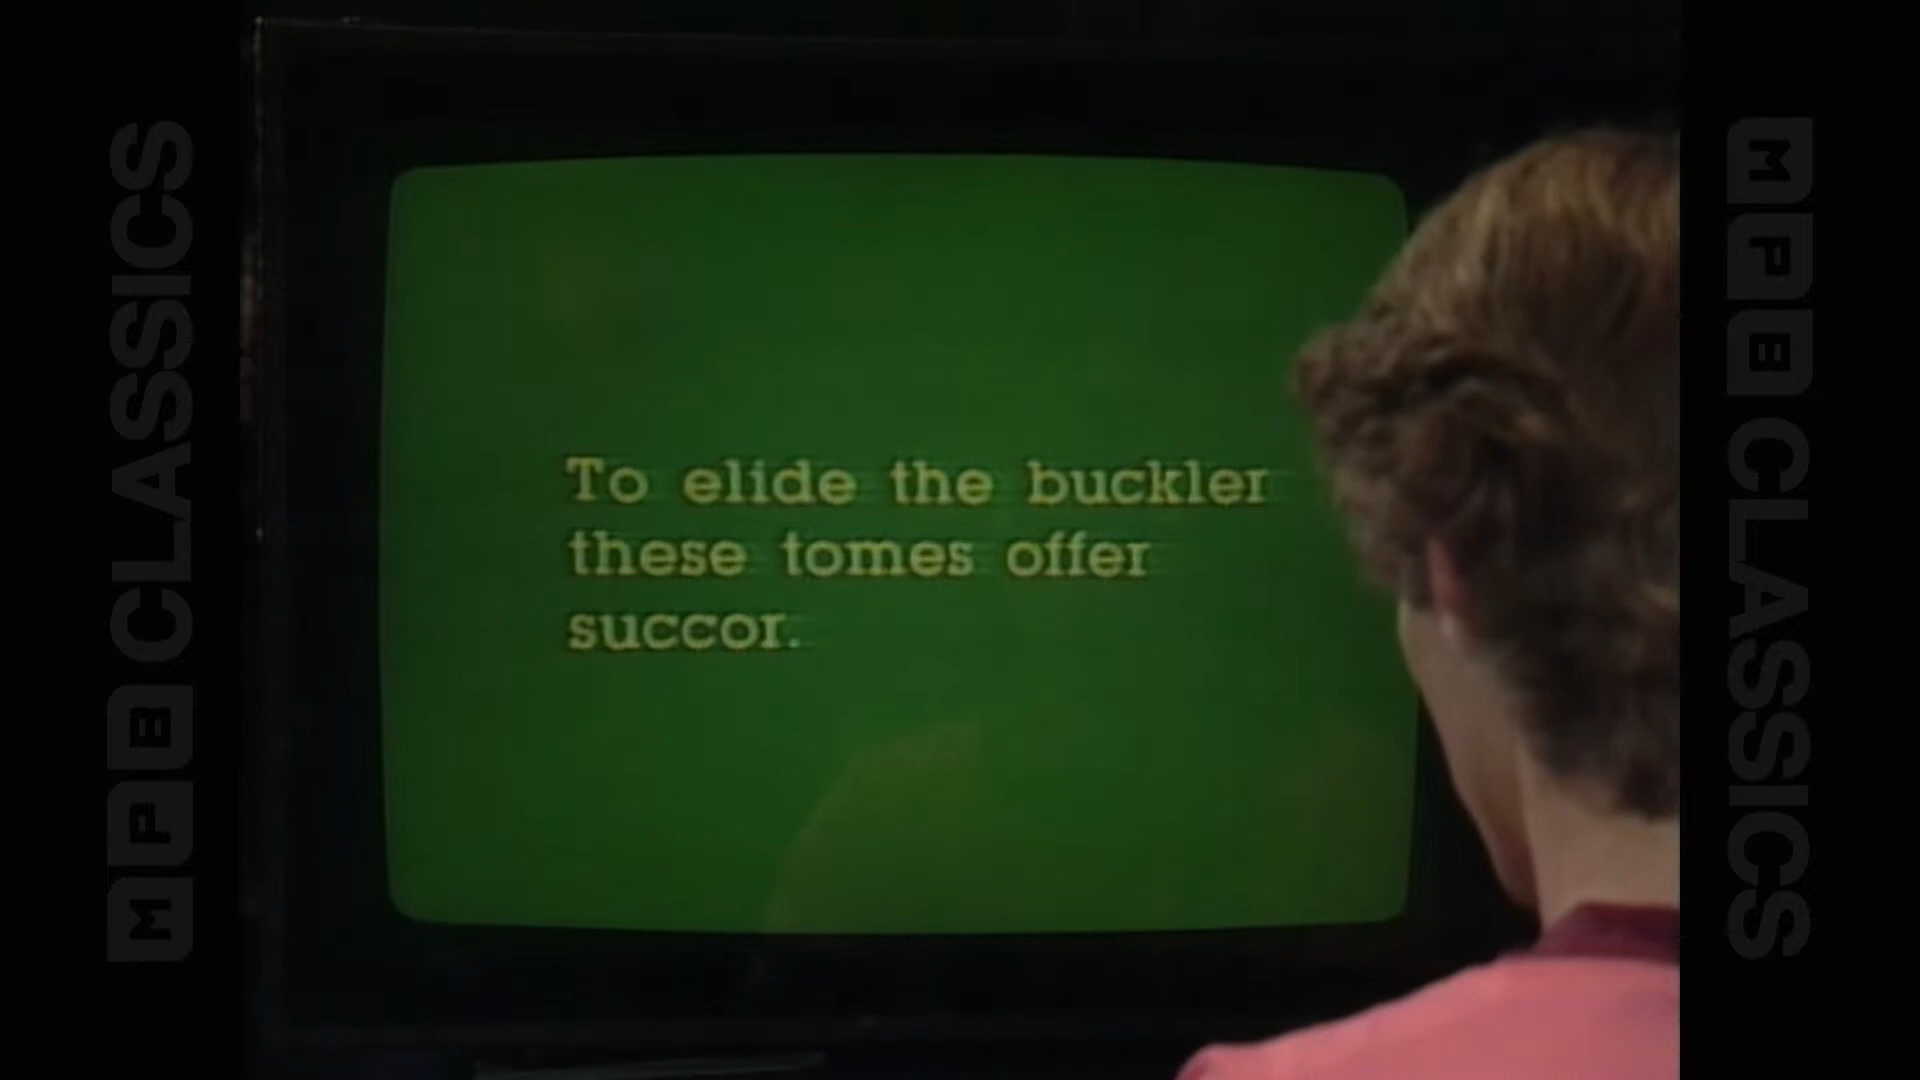 MPB CLASSICS
To elide the buckler
these tomes offer
succor.
MPB CLASSICS